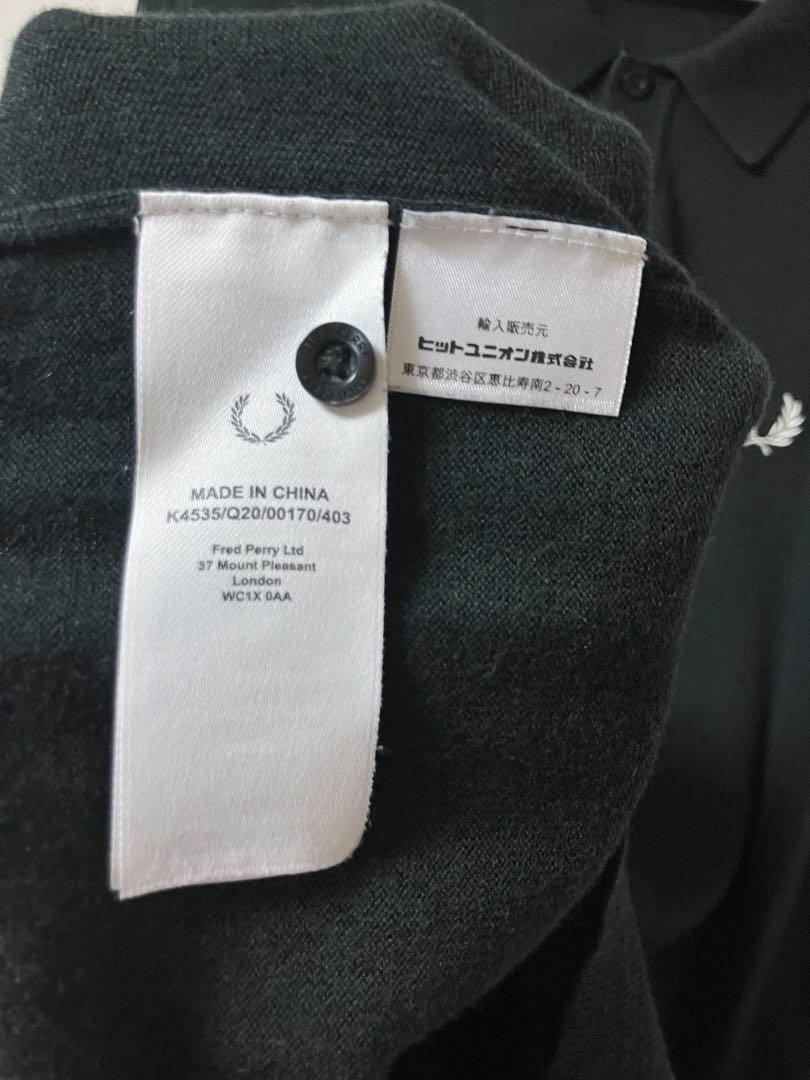 MADE IN CHINA
K4535/Q20/00170/403
Fred Perry Ltd
37 Mount Pleasant
London
WC1X 0AA
輸入販売元
ヒットユニオン株式会社
東京都渋谷区恵比寿南2-20-7